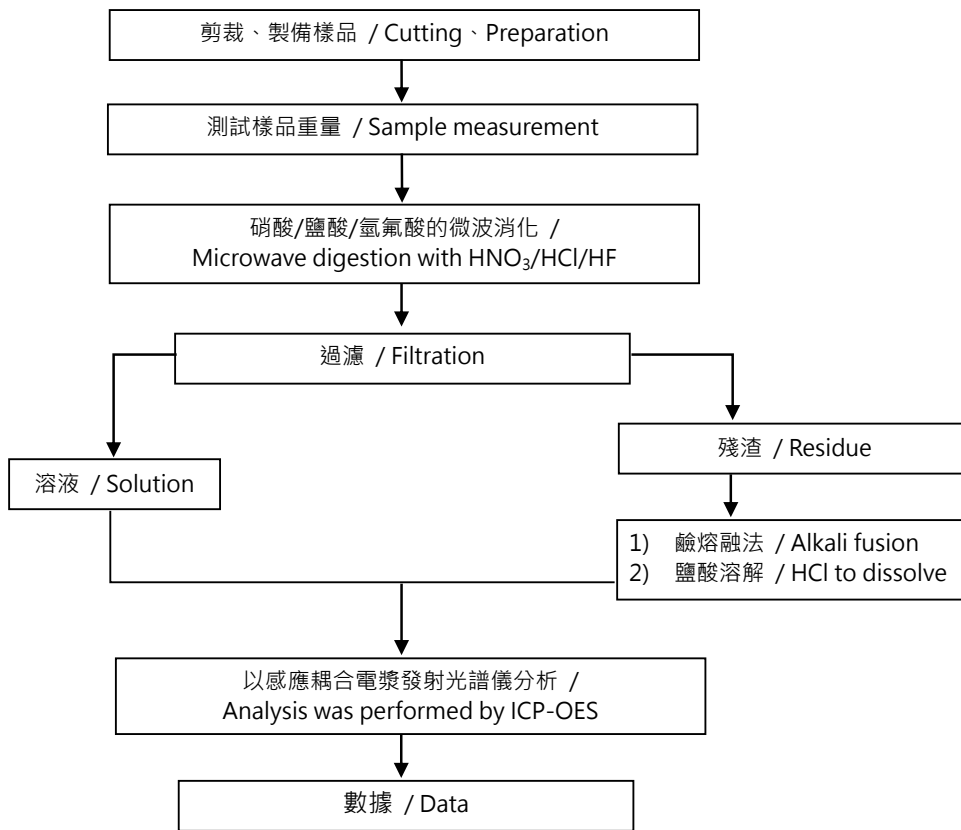 剪裁、製備樣品 / Cutting、Preparation
測試樣品重量 / Sample measurement
硝酸/鹽酸/氫氟酸的微波消化 /
Microwave digestion with HNO₃/HCl/HF
過濾 / Filtration
溶液 / Solution
殘渣 / Residue
1) 鹼熔融法 / Alkali fusion
2) 鹽酸溶解 / HCl to dissolve
以感應耦合電漿發射光譜儀分析 /
Analysis was performed by ICP-OES
數據 / Data